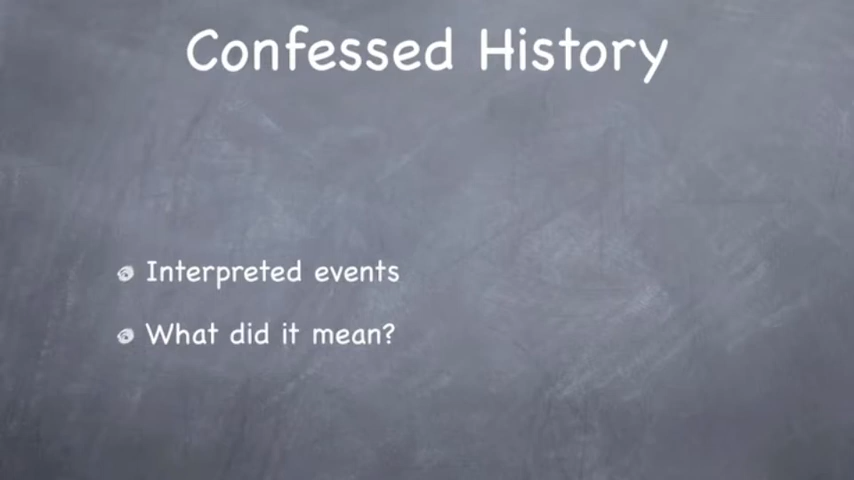 Confessed History
Interpreted events
What did it mean?